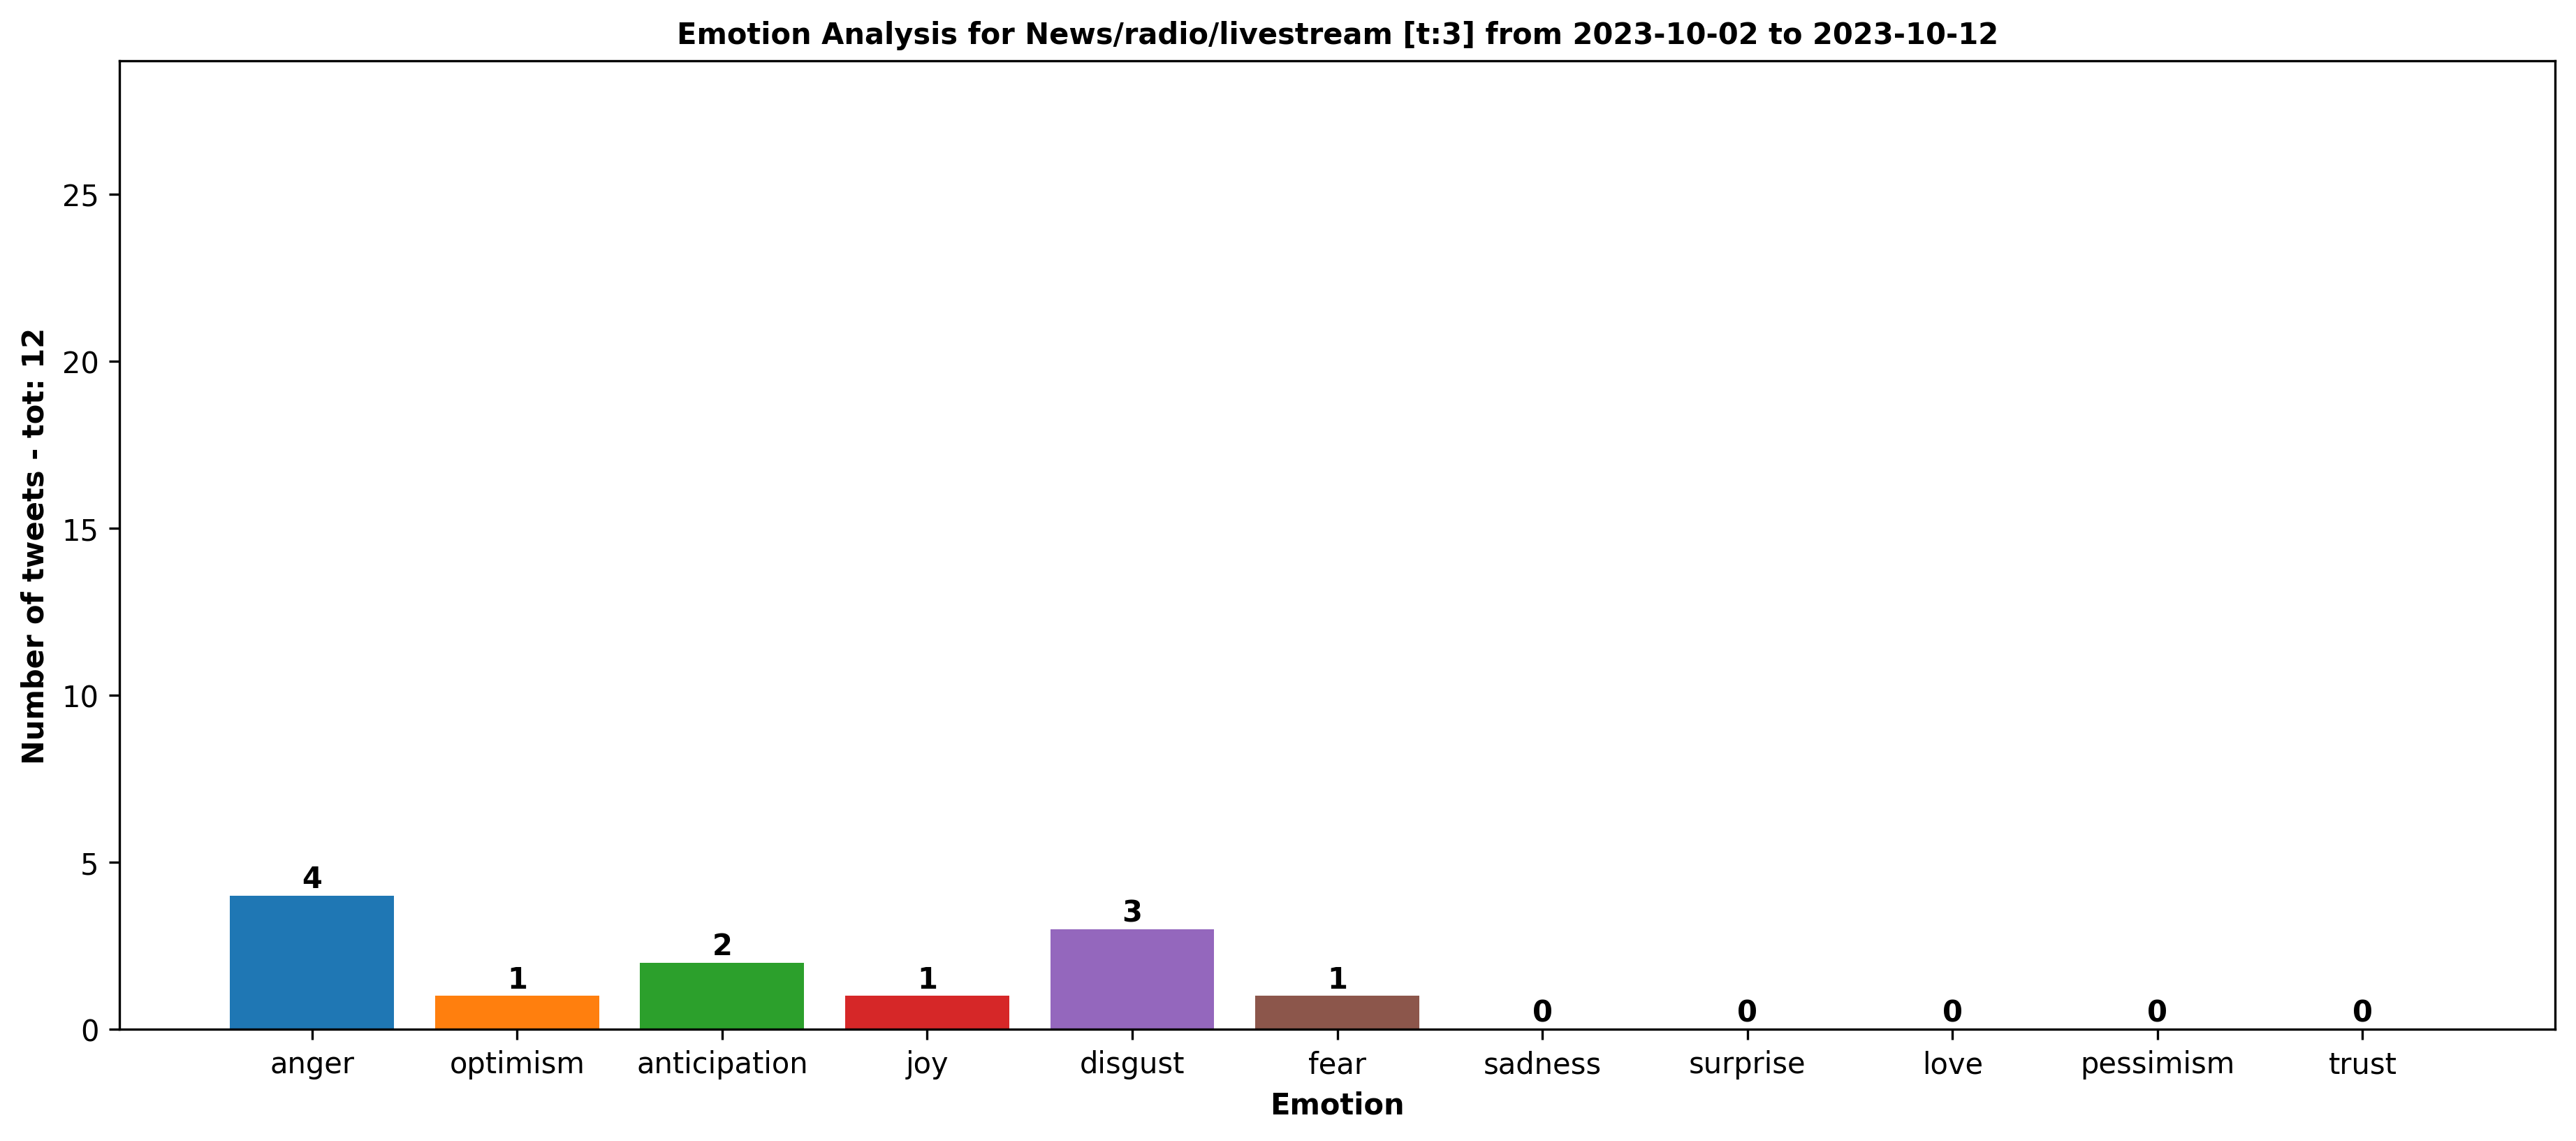 Emotion Analysis for News/radio/livestream [t:3] from 2023-10-02 to 2023-10-12
Number of tweets - tot: 12
25
20
15
10
5
0
4
1
2
1
3
1
0
0
0
0
0
anger
optimism
anticipation
joy
disgust
fear
sadness
surprise
love
pessimism
trust
Emotion